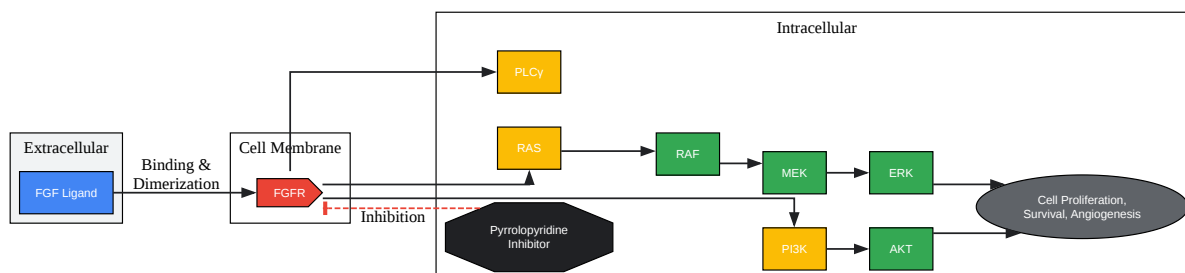 Intracellular
PLCγ
Extracellular
FGF Ligand
Binding &
Dimerization
Cell Membrane
FGFR
Inhibition
RAS
RAF
MEK
ERK
Pyrrolopyridine
Inhibitor
PI3K
AKT
Cell Proliferation,
Survival, Angiogenesis